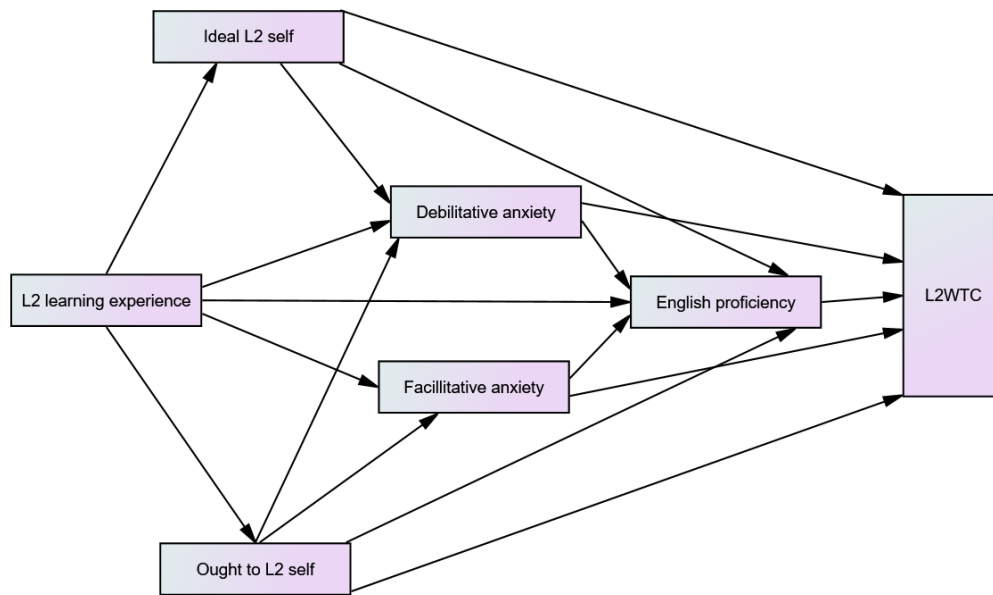 Ideal L2 self
Debilitative anxiety
L2 learning experience
English proficiency
L2WTC
Facillitative anxiety
Ought to L2 self